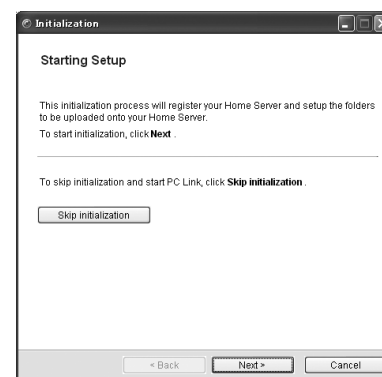 Initialization
Starting Setup
This initialization process will register your Home Server and setup the folders
to be uploaded onto your Home Server.
To start initialization, click Next .
To skip initialization and start PC Link, click Skip initialization .
Skip initialization
< Back Next > Cancel